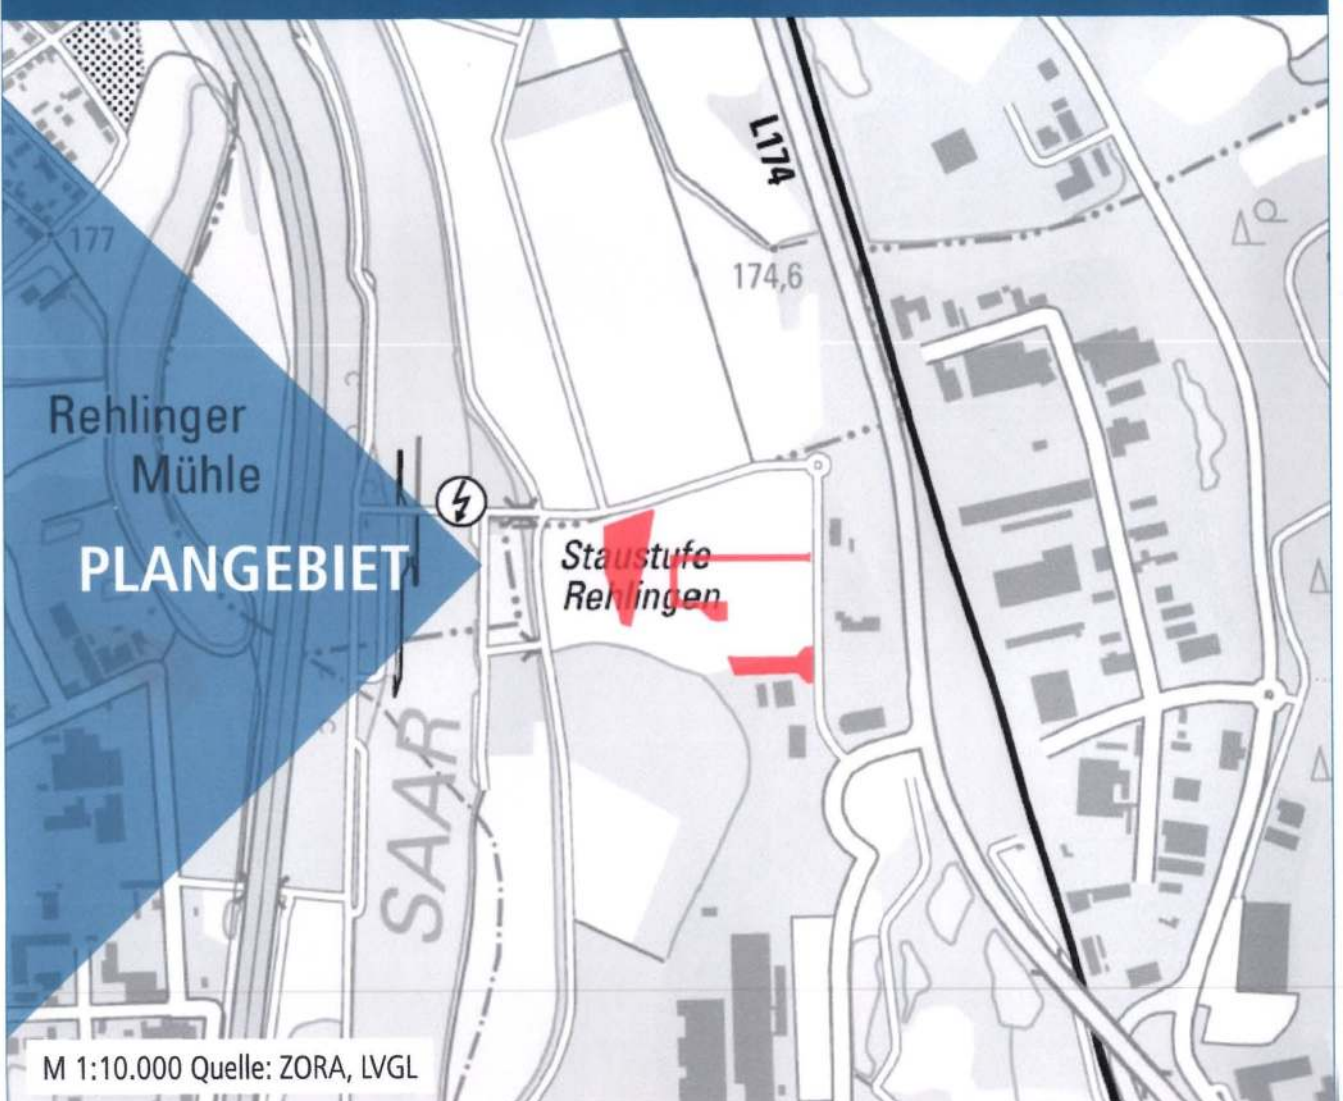 L174
177
174,6
Rehlinger
Mühle
PLANGEBIET
Staustufe
Rehlingen
SAAR
M 1:10.000 Quelle: ZORA, LVGL